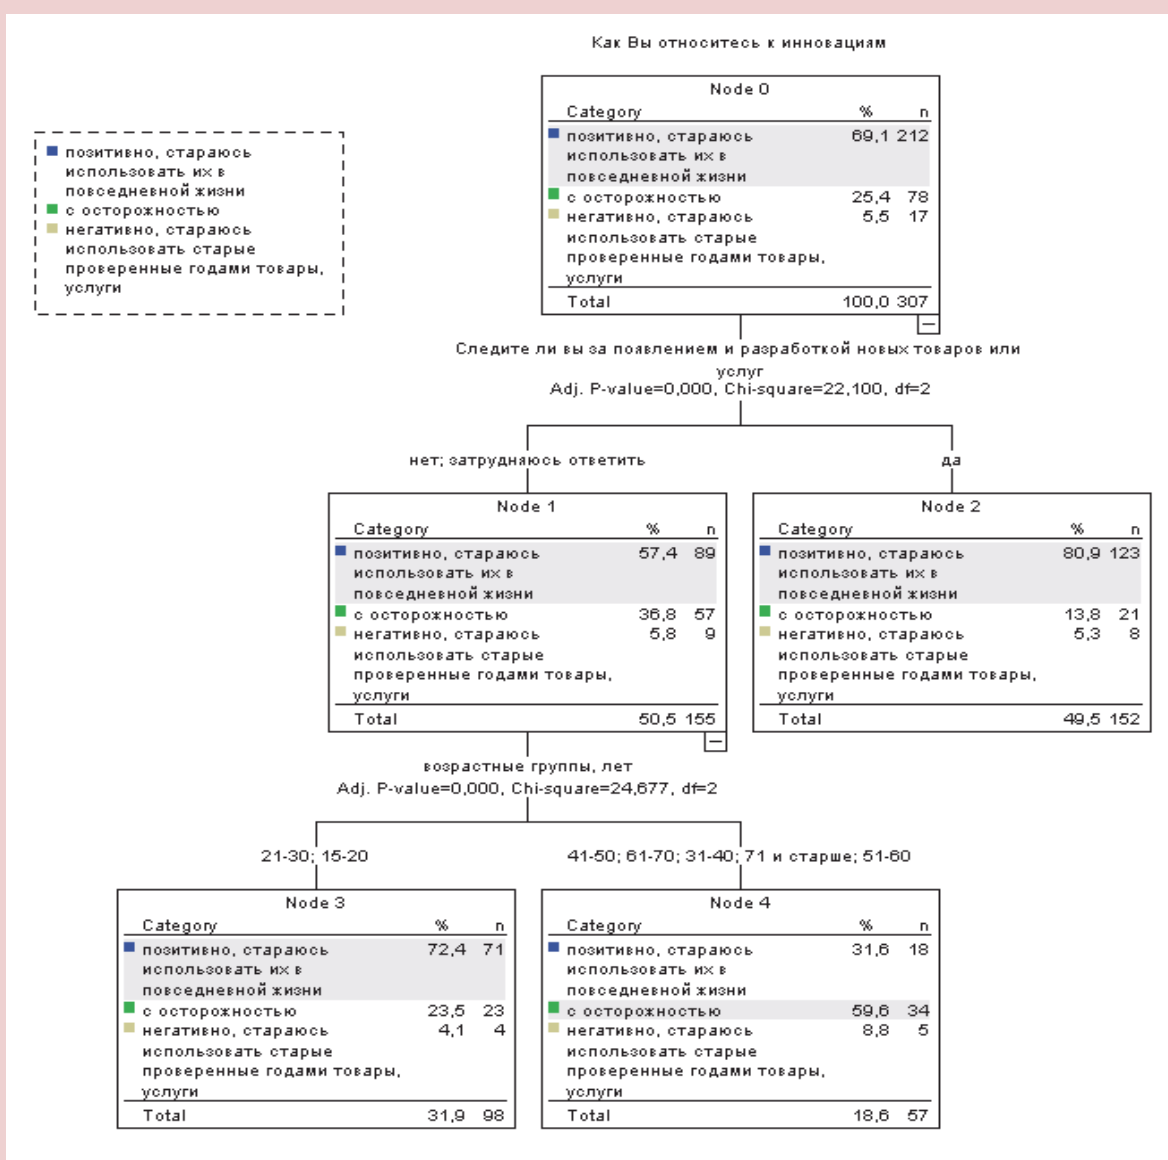 Как Вы относитесь к инновациям
Node 0
Category % n
позитивно, стараюсь 69,1 212
использовать их в
повседневной жизни
с осторожностью 25,4 78
негативно, стараюсь 5,5 17
использовать старые
проверенные годами товары,
услуги
Total 100,0 307
позитивно, стараюсь
использовать их в
повседневной жизни
с осторожностью
негативно, стараюсь
использовать старые
проверенные годами товары,
услуги
Следите ли вы за появлением и разработкой новых товаров или
услуг
Adj. P-value=0,000, Chi-square=22,100, df=2
нет; затрудняюсь ответить
да
Node 1
Category % n
позитивно, стараюсь 57,4 89
использовать их в
повседневной жизни
с осторожностью 36,8 57
негативно, стараюсь 5,8 9
использовать старые
проверенные годами товары,
услуги
Total 50,5 155
Node 2
Category % n
позитивно, стараюсь 80,9 123
использовать их в
повседневной жизни
с осторожностью 13,8 21
негативно, стараюсь 5,3 8
использовать старые
проверенные годами товары,
услуги
Total 49,5 152
возрастные группы, лет
Adj. P-value=0,000, Chi-square=24,677, df=2
21-30; 15-20
41-50; 61-70; 31-40; 71 и старше; 51-60
Node 3
Category % n
позитивно, стараюсь 72,4 71
использовать их в
повседневной жизни
с осторожностью 23,5 23
негативно, стараюсь 4,1 4
использовать старые
проверенные годами товары,
услуги
Total 31,9 98
Node 4
Category % n
позитивно, стараюсь 31,6 18
использовать их в
повседневной жизни
с осторожностью 59,6 34
негативно, стараюсь 8,8 5
использовать старые
проверенные годами товары,
услуги
Total 18,6 57